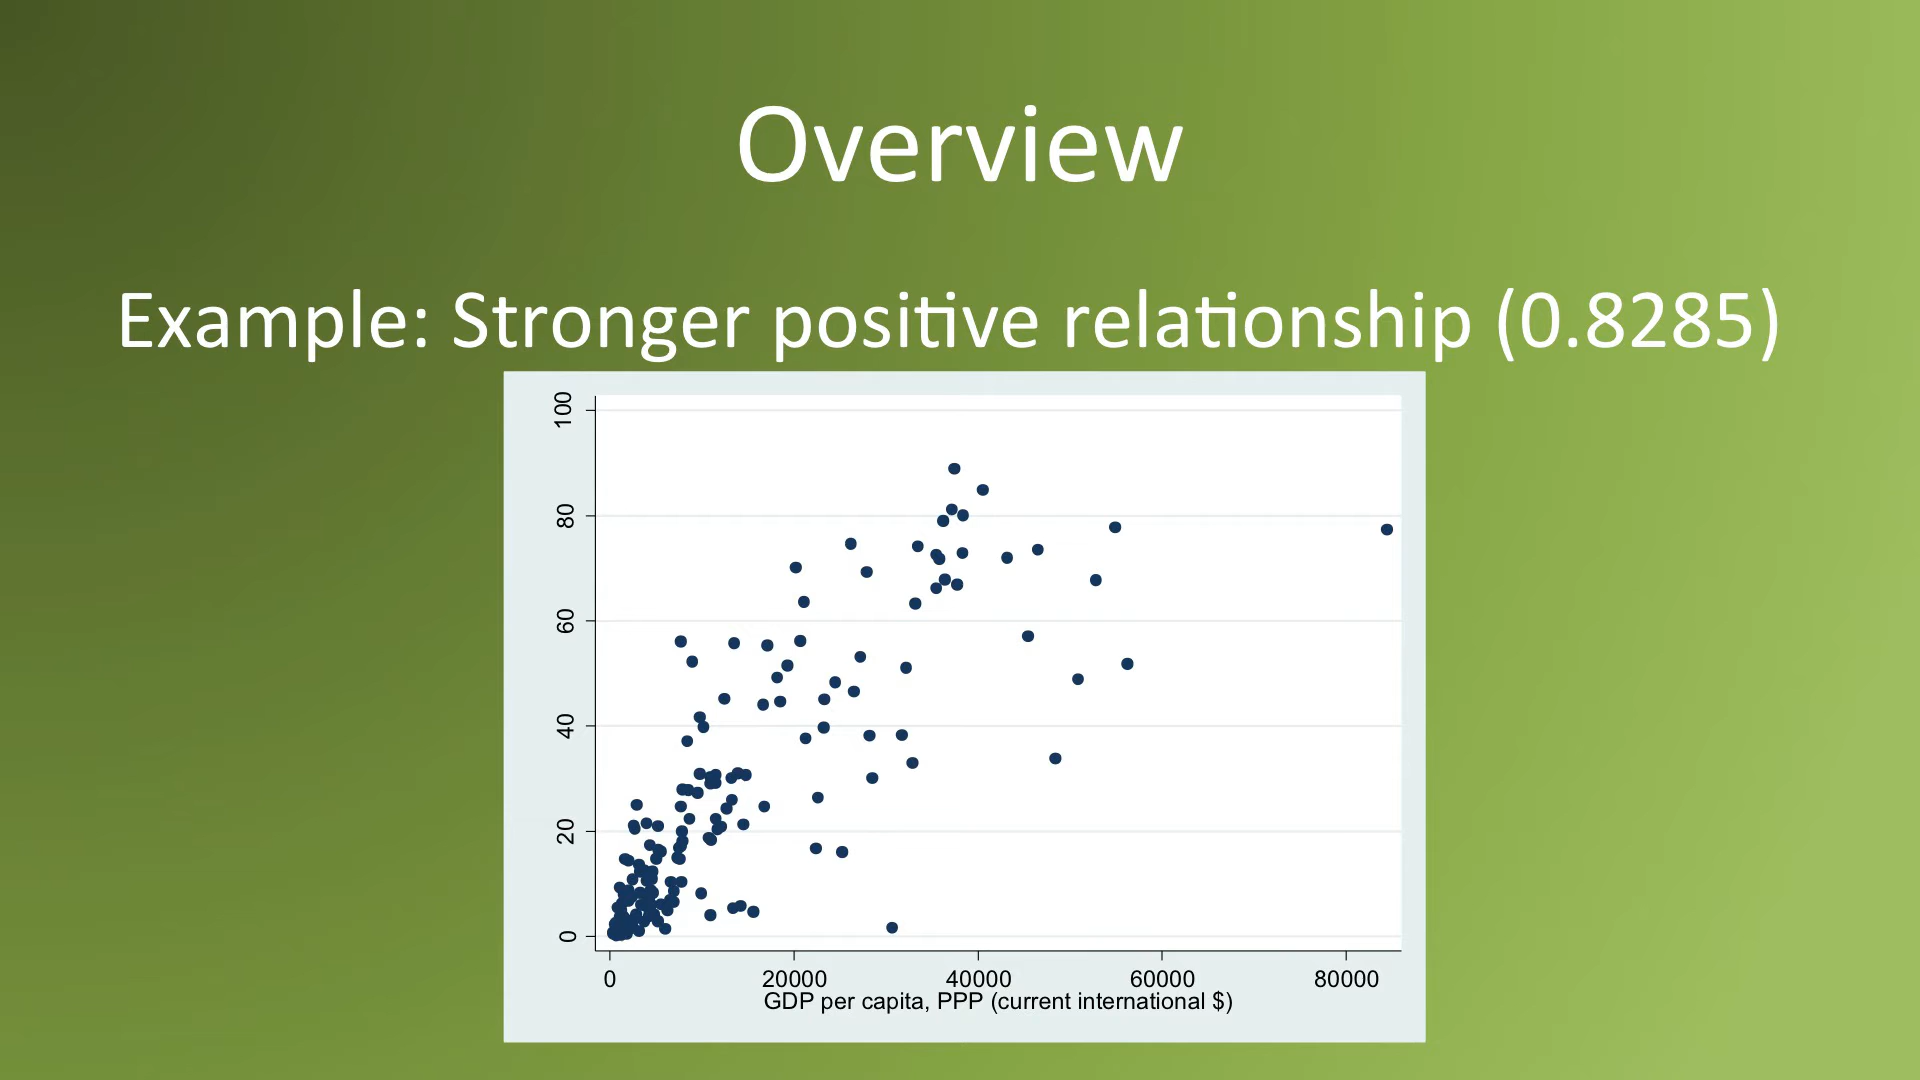 Overview
Example: Stronger positive relationship (0.8285)
100
80
60
40
20
0
0 20000 40000 60000 80000
GDP per capita, PPP (current international $)